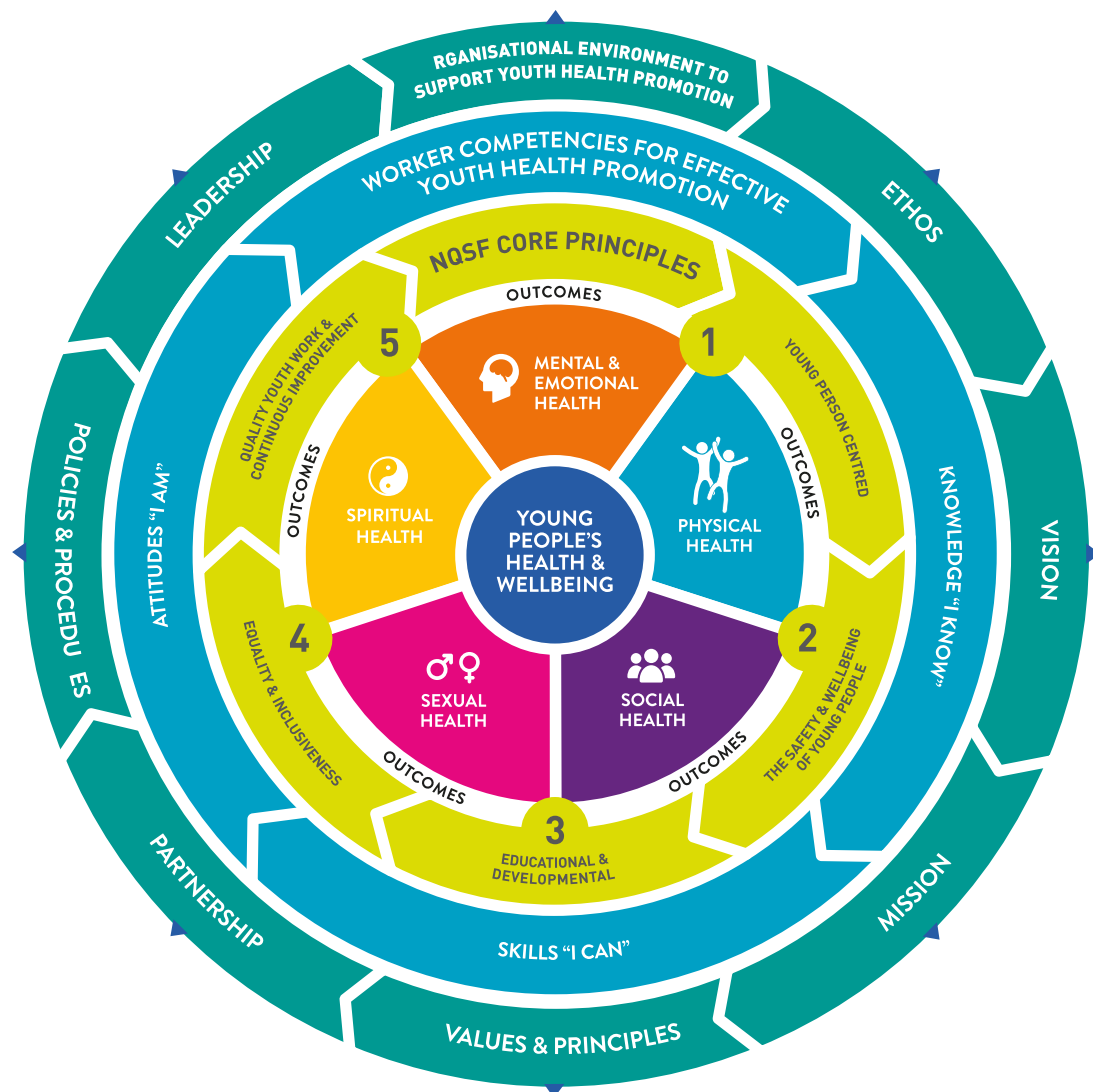 RGANISATIONAL ENVIRONMENT TO
SUPPORT YOUTH HEALTH PROMOTION
ETHOS
VISION
MISSION
VALUES & PRINCIPLES
PARTNERSHIP
POLICIES & PROCEDU ES
LEADERSHIP
WORKER COMPETENCIES FOR EFFECTIVE
YOUTH HEALTH PROMOTION
KNOWLEDGE "I KNOW"
SKILLS “I CAN”
ATTITUDES “I AM”
NQSF CORE PRINCIPLES
1
YOUNG PERSON CENTRED
2
THE SAFETY & WELLBEING
OF YOUNG PEOPLE
3
EDUCATIONAL &
DEVELOPMENTAL
4
EQUALITY & INCLUSIVENESS
5
QUALITY YOUTH WORK &
CONTINUOUS IMPROVEMENT
OUTCOMES
OUTCOMES
OUTCOMES
OUTCOMES
OUTCOMES
MENTAL &
EMOTIONAL
HEALTH
PHYSICAL
HEALTH
SOCIAL
HEALTH
SEXUAL
HEALTH
SPIRITUAL
HEALTH
YOUNG
PEOPLE’S
HEALTH &
WELLBEING